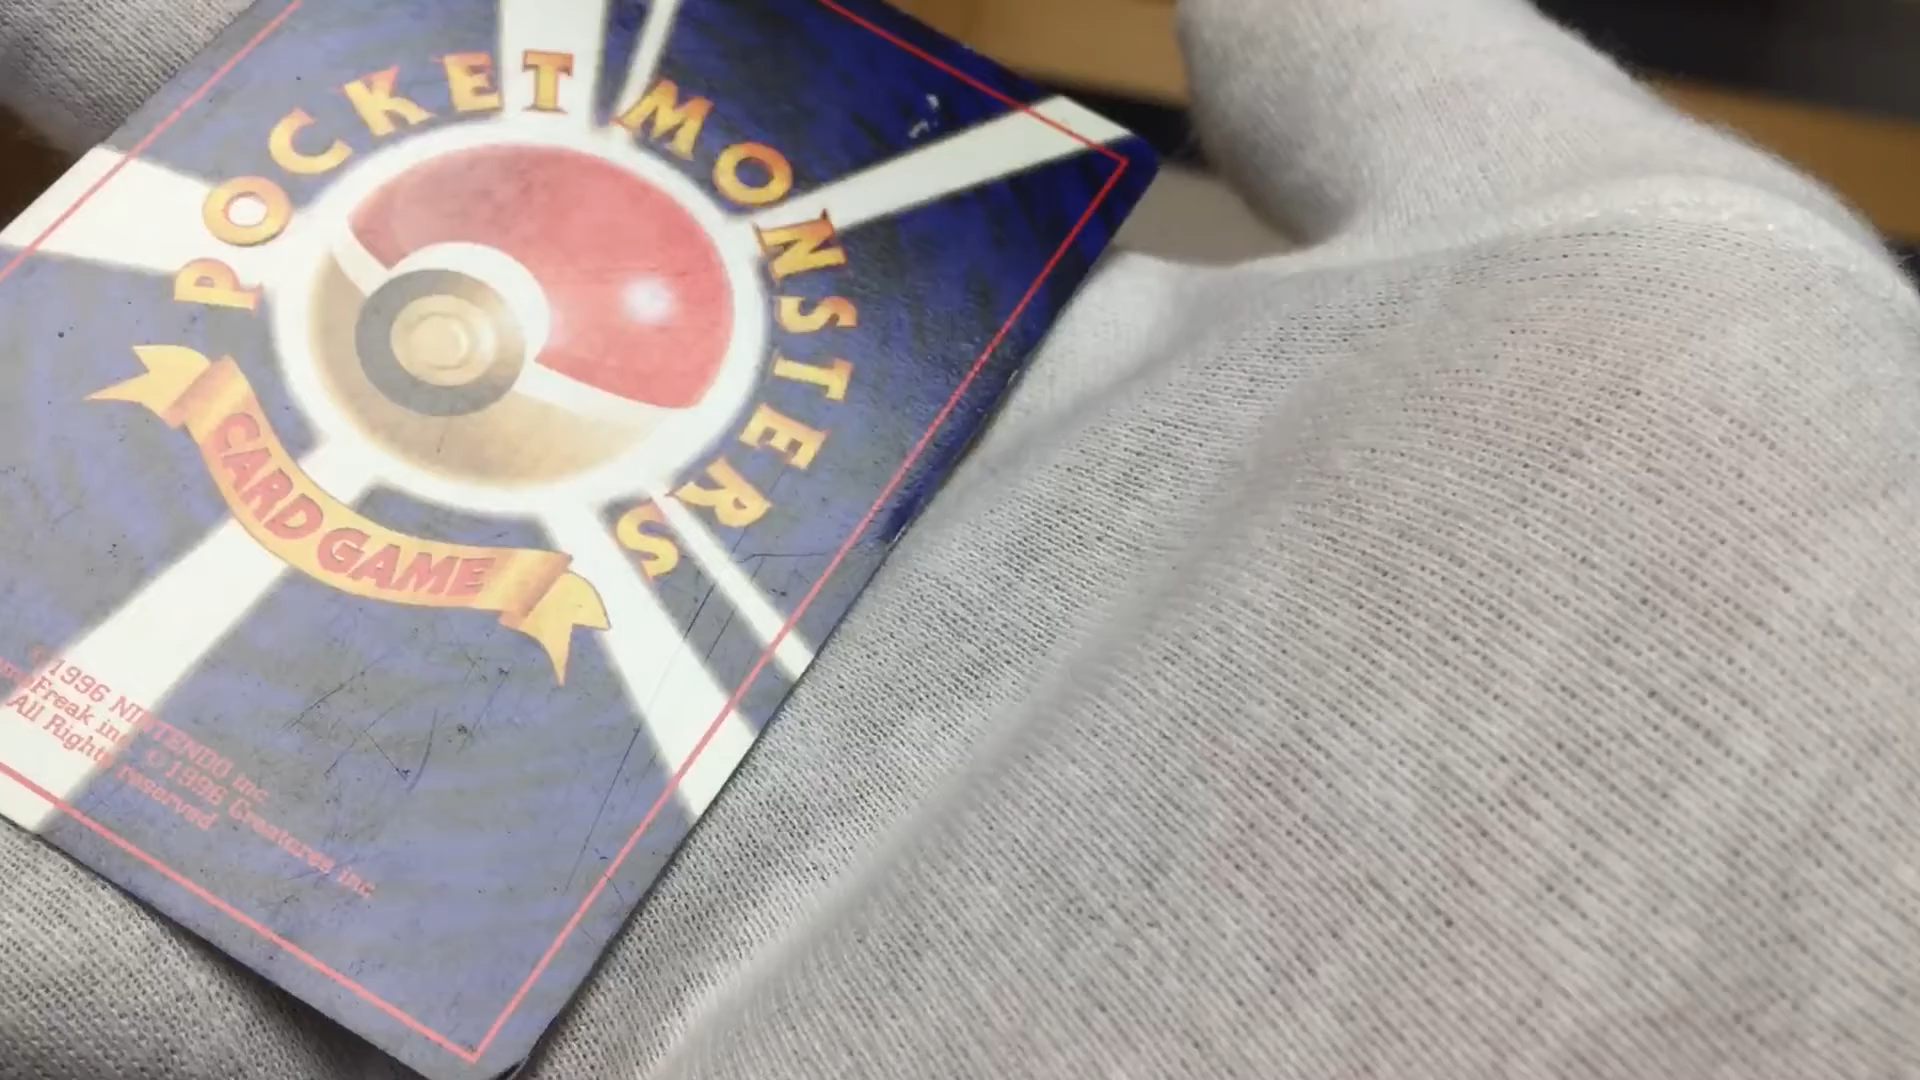 POCKET MONSTERS
CARD GAME
©1996 NINTENDO inc
Freak inc ©1996 Creatures inc
All Rights reserved